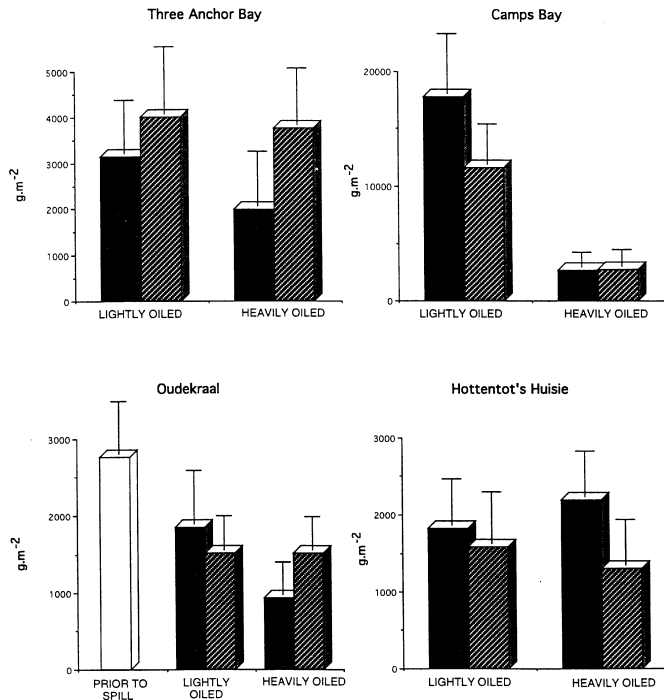 Three Anchor Bay
5000
4000
3000
2000
1000
0
g.m-2
LIGHTLY OILED
HEAVILY OILED
Camps Bay
20000
10000
0
g.m-2
LIGHTLY OILED
HEAVILY OILED
Oudekraal
3000
2000
1000
0
g.m-2
PRIOR TO
SPILL
LIGHTLY
OILED
HEAVILY OILED
Hottentot's Huisie
3000
2000
1000
0
g.m-2
LIGHTLY OILED
HEAVILY OILED